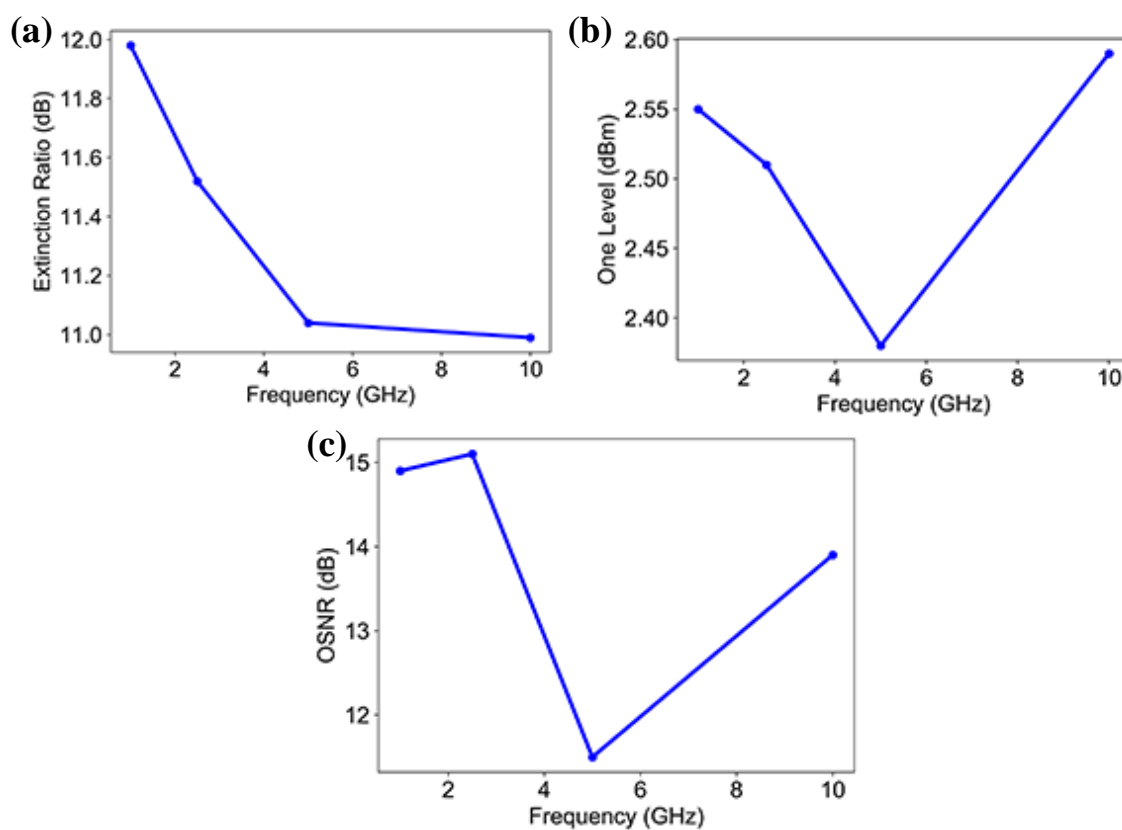 (a)
12.0
11.8
11.6
11.4
11.2
11.0
Extinction Ratio (dB)
2 4 6 8 10
Frequency (GHz)
(b)
2.60
2.55
2.50
2.45
2.40
One Level (dBm)
2 4 6 8 10
Frequency (GHz)
(c)
15
14
13
12
OSNR (dB)
2 4 6 8 10
Frequency (GHz)